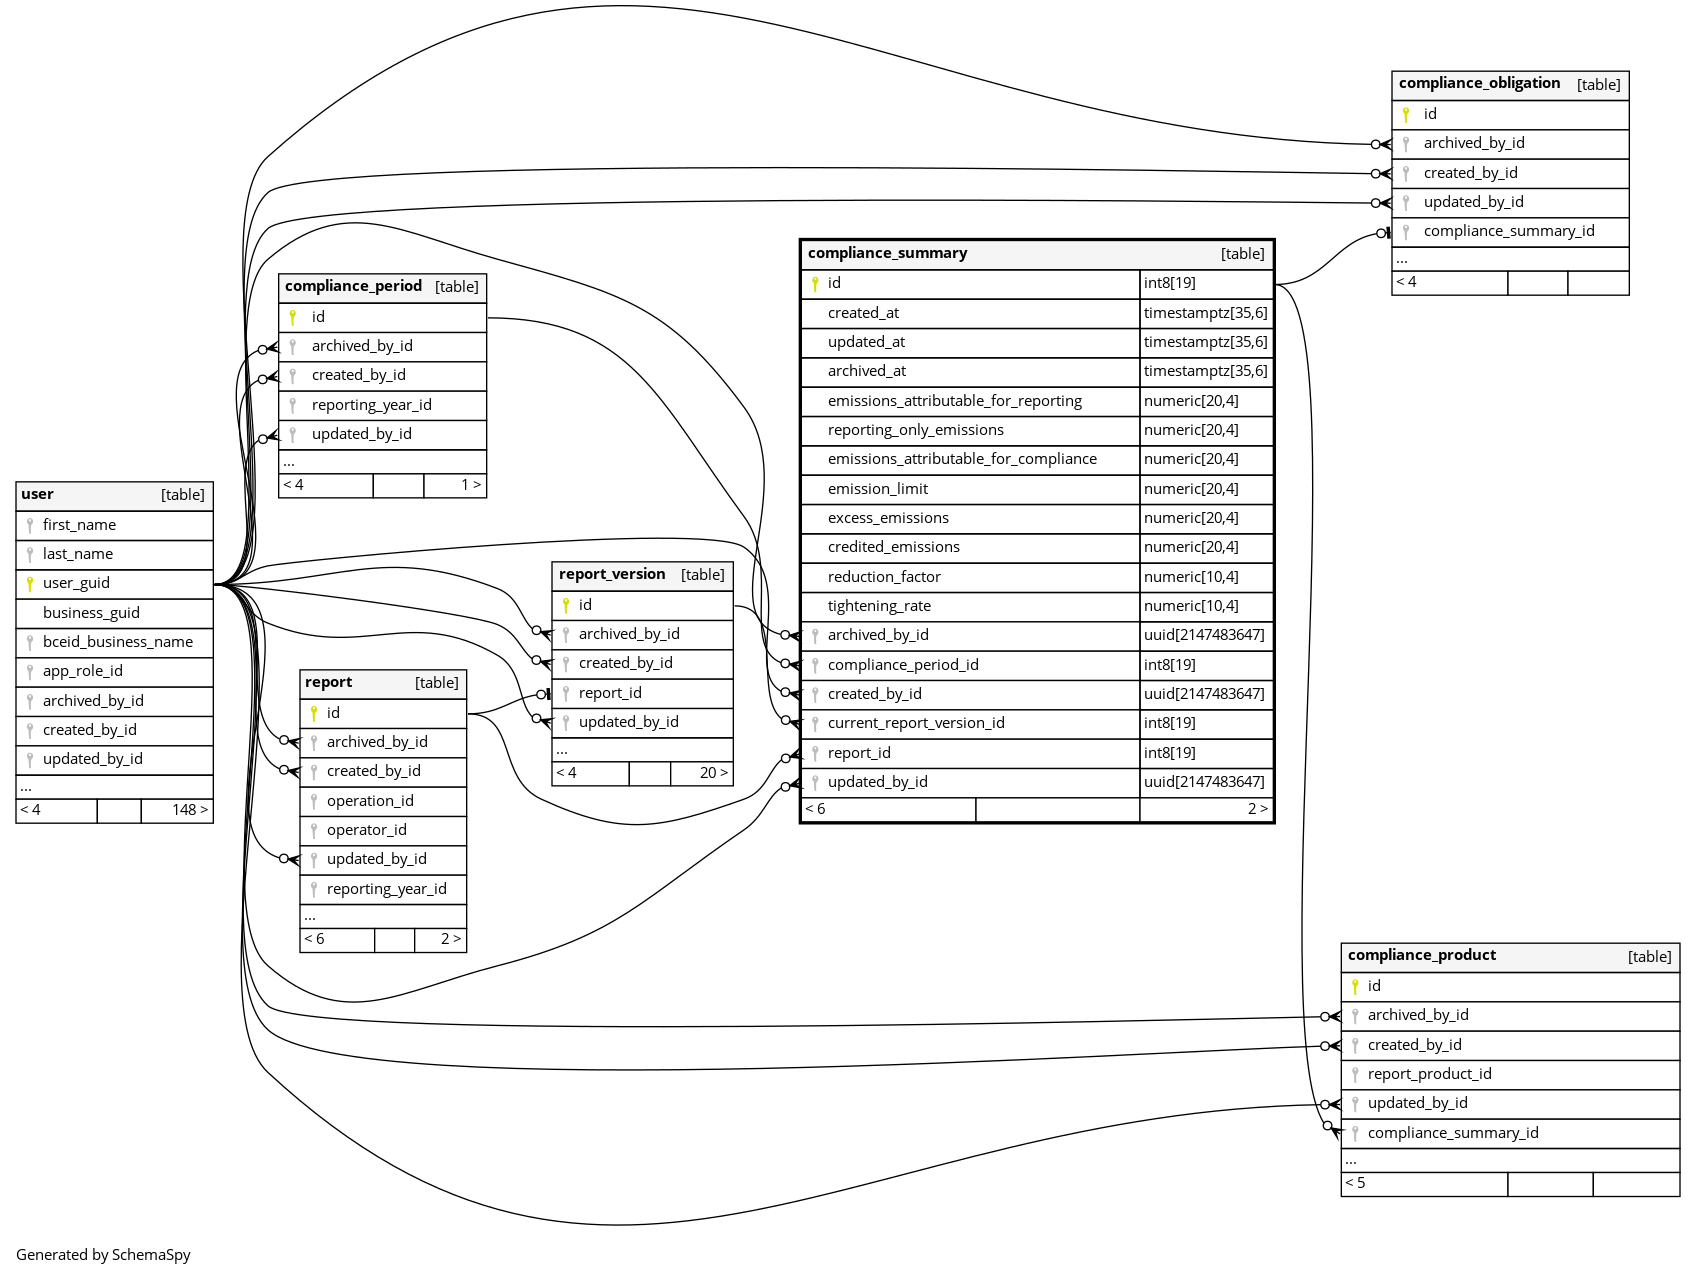 compliance_obligation [table]
id
archived_by_id
created_by_id
updated_by_id
compliance_summary_id
...
< 4
compliance_summary [table]
id int8[19]
created_at timestamptz[35,6]
updated_at timestamptz[35,6]
archived_at timestamptz[35,6]
emissions_attributable_for_reporting numeric[20,4]
reporting_only_emissions numeric[20,4]
emissions_attributable_for_compliance numeric[20,4]
emission_limit numeric[20,4]
excess_emissions numeric[20,4]
credited_emissions numeric[20,4]
reduction_factor numeric[10,4]
tightening_rate numeric[10,4]
archived_by_id uuid[2147483647]
compliance_period_id int8[19]
created_by_id uuid[2147483647]
current_report_version_id int8[19]
report_id int8[19]
updated_by_id uuid[2147483647]
< 6 2 >
compliance_period [table]
id
archived_by_id
created_by_id
reporting_year_id
updated_by_id
...
< 4 1 >
user [table]
first_name
last_name
user_guid
business_guid
bceid_business_name
app_role_id
archived_by_id
created_by_id
updated_by_id
...
< 4 148 >
report_version [table]
id
archived_by_id
created_by_id
report_id
updated_by_id
...
< 4 20 >
report [table]
id
archived_by_id
created_by_id
operation_id
operator_id
updated_by_id
reporting_year_id
...
< 6 2 >
compliance_product [table]
id
archived_by_id
created_by_id
report_product_id
updated_by_id
compliance_summary_id
...
< 5
Generated by SchemaSpy